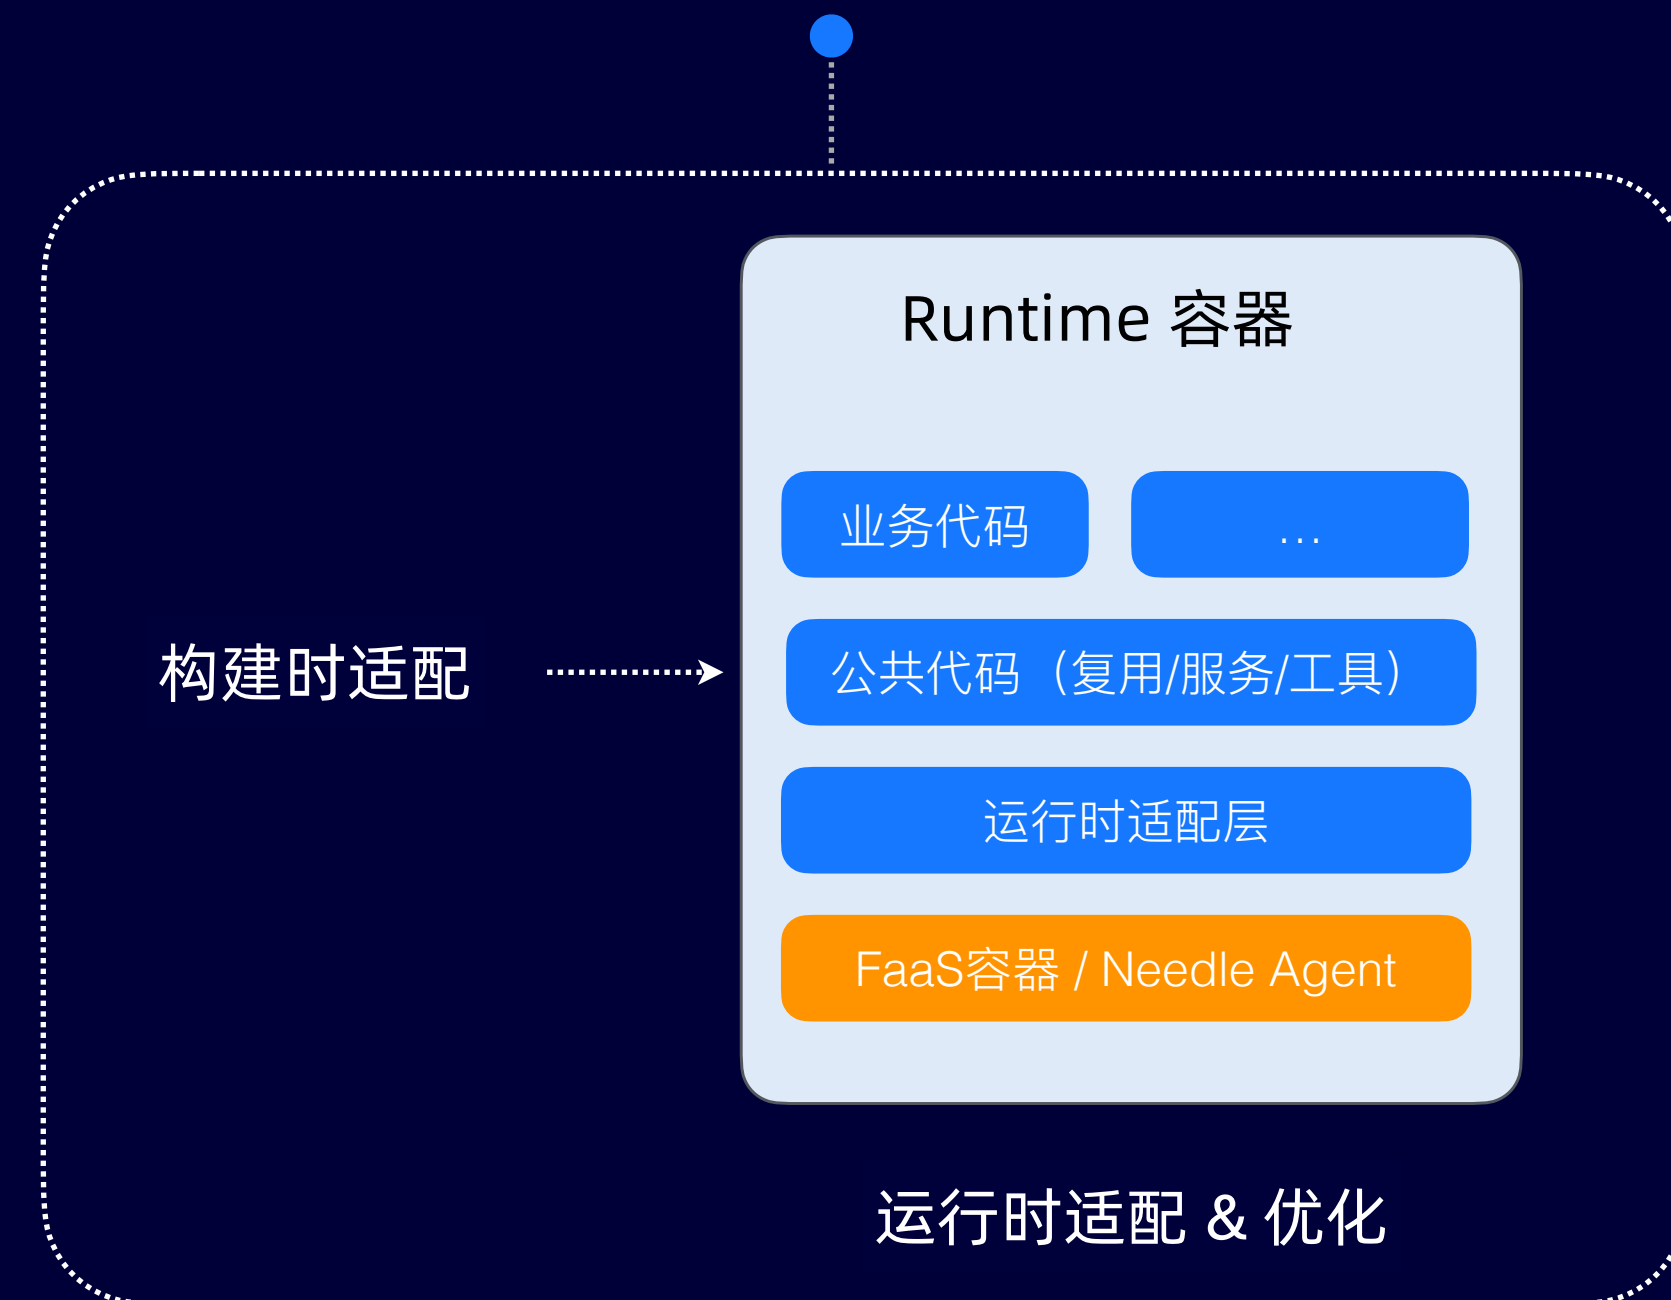 Runtime 容器
业务代码
...
公共代码（复用/服务/工具）
构建时适配
运行时适配层
FaaS容器 / Needle Agent
运行时适配 & 优化